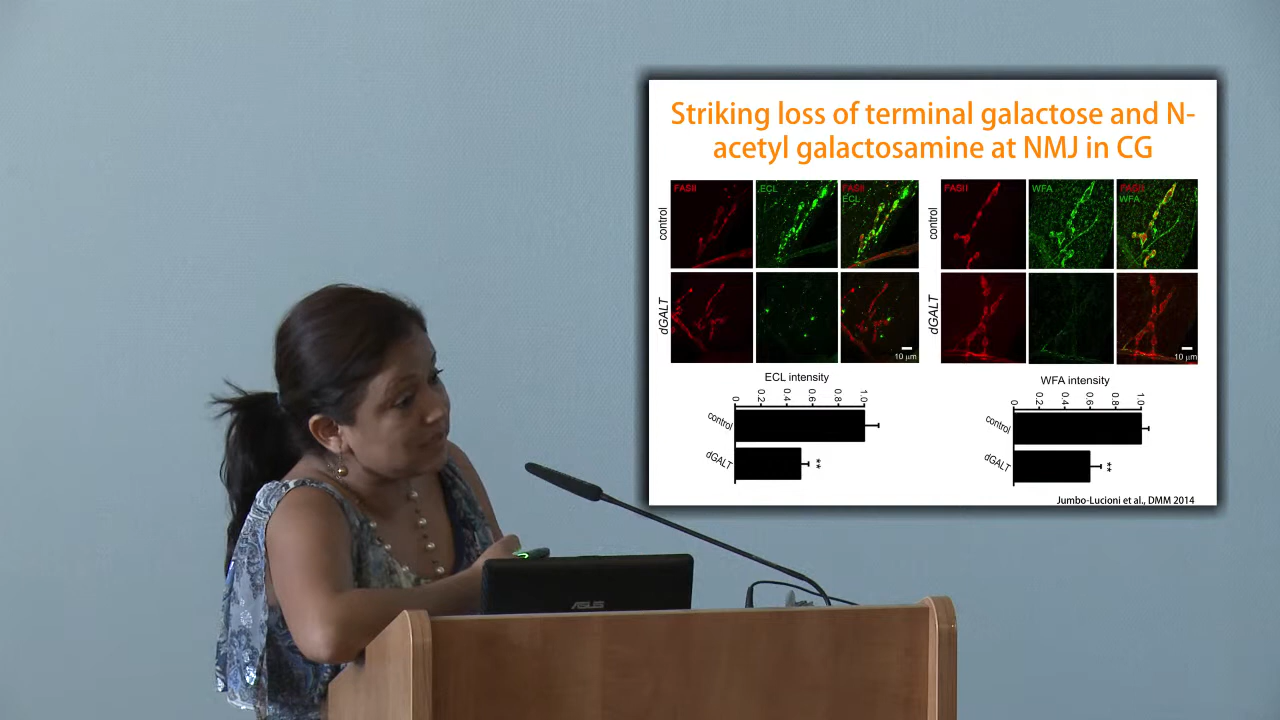 Striking loss of terminal galactose and N-
acetyl galactosamine at NMJ in CG
control
FASII
ECL
FASII
ECL
dGALT
10 μm
control
FASII
WFA
FASII
WFA
dGALT
10 μm
ECL intensity
0 0.2 0.4 0.6 0.8 1.0
control
dGALT
**
WFA intensity
0 0.2 0.4 0.6 0.8 1.0
control
dGALT
**
Jumbo-Lucioni et al., DMM 2014
ASUS